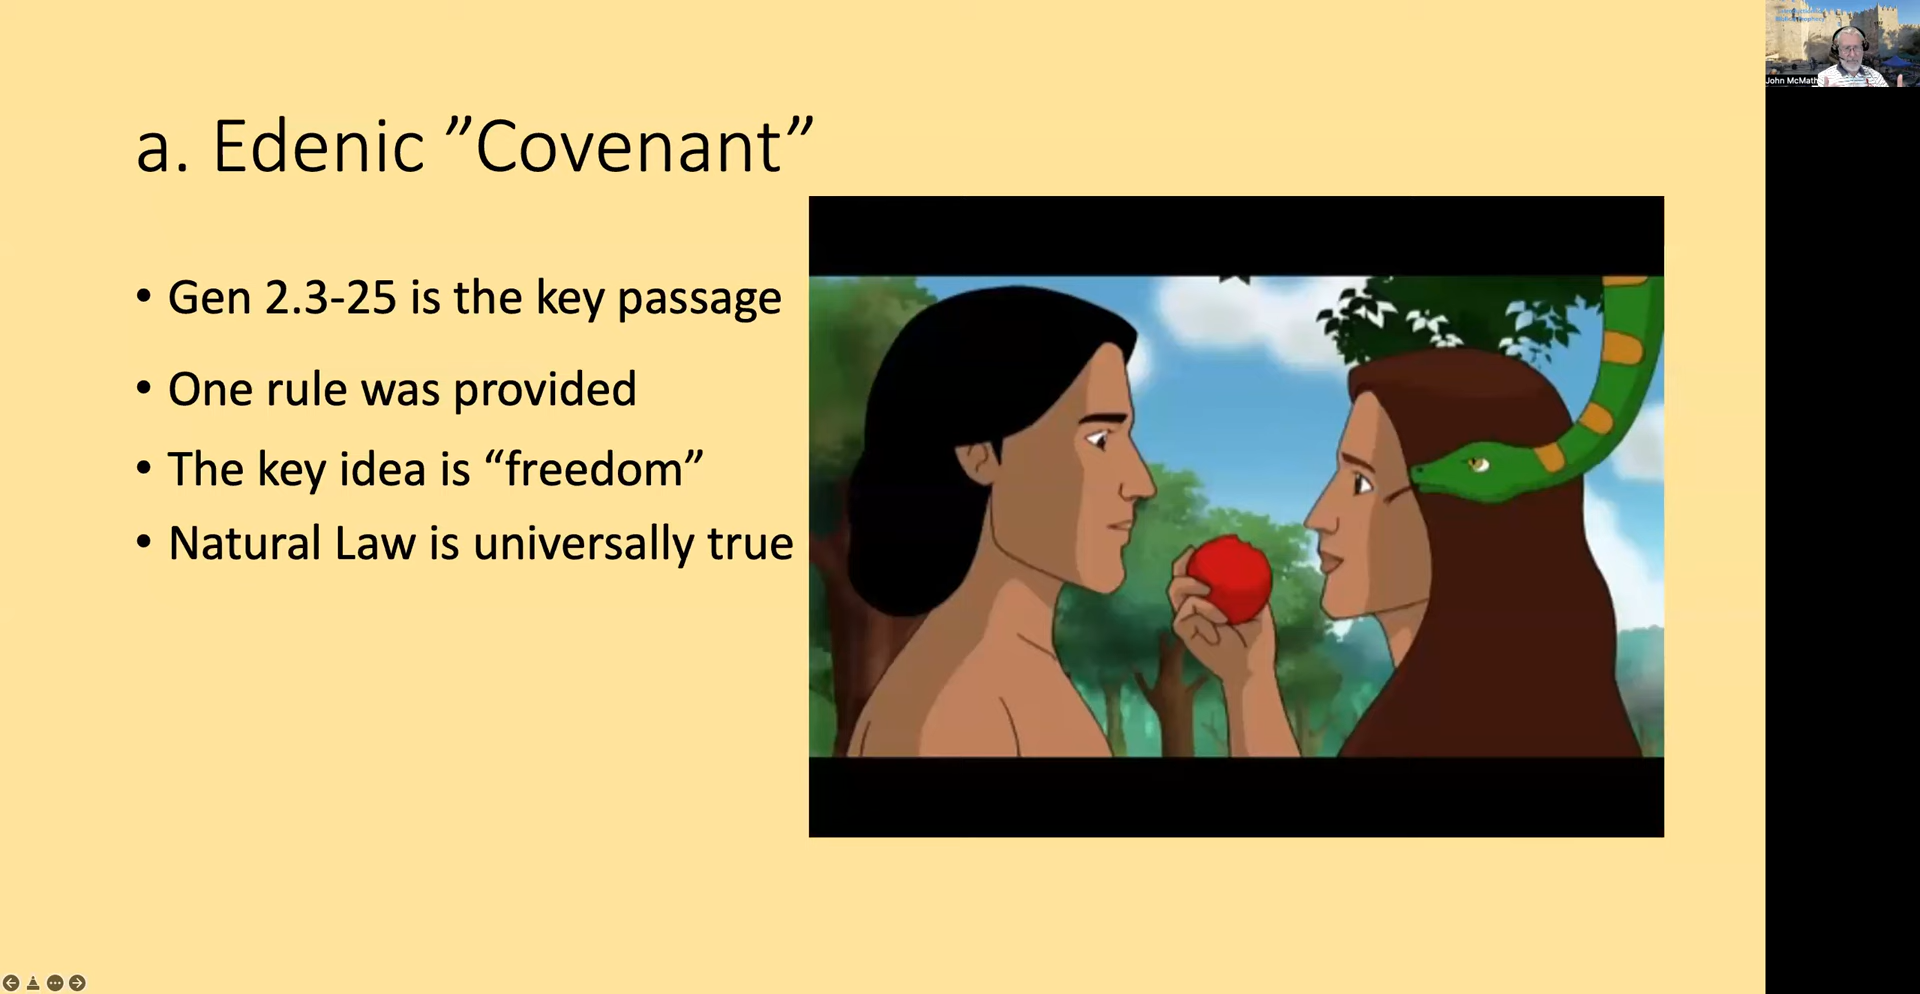 a. Edenic ”Covenant”
• Gen 2.3-25 is the key passage
• One rule was provided
• The key idea is “freedom”
• Natural Law is universally true
John McMath